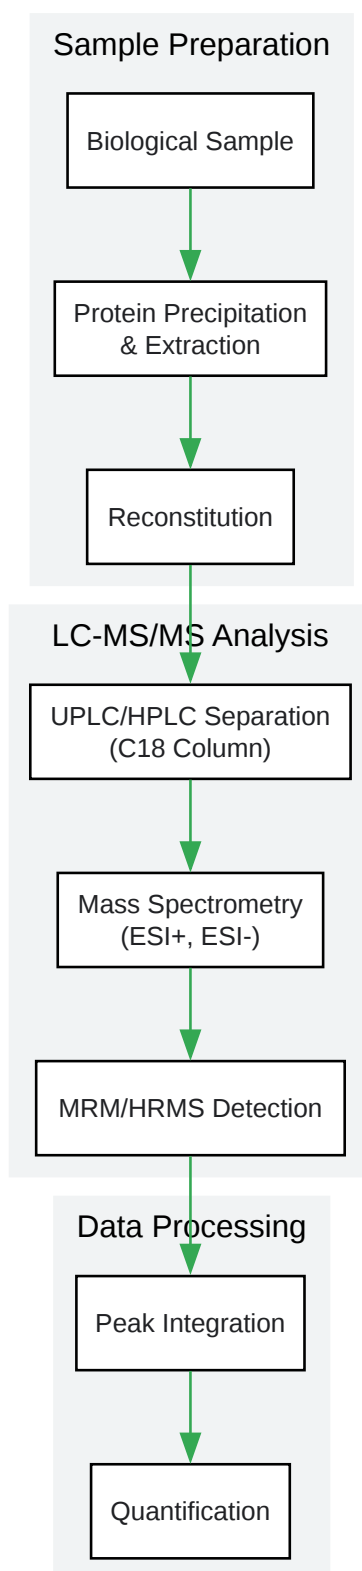 Sample Preparation
Biological Sample
Protein Precipitation
& Extraction
Reconstitution
LC-MS/MS Analysis
UPLC/HPLC Separation
(C18 Column)
Mass Spectrometry
(ESI+, ESI-)
MRM/HRMS Detection
Data Processing
Peak Integration
Quantification